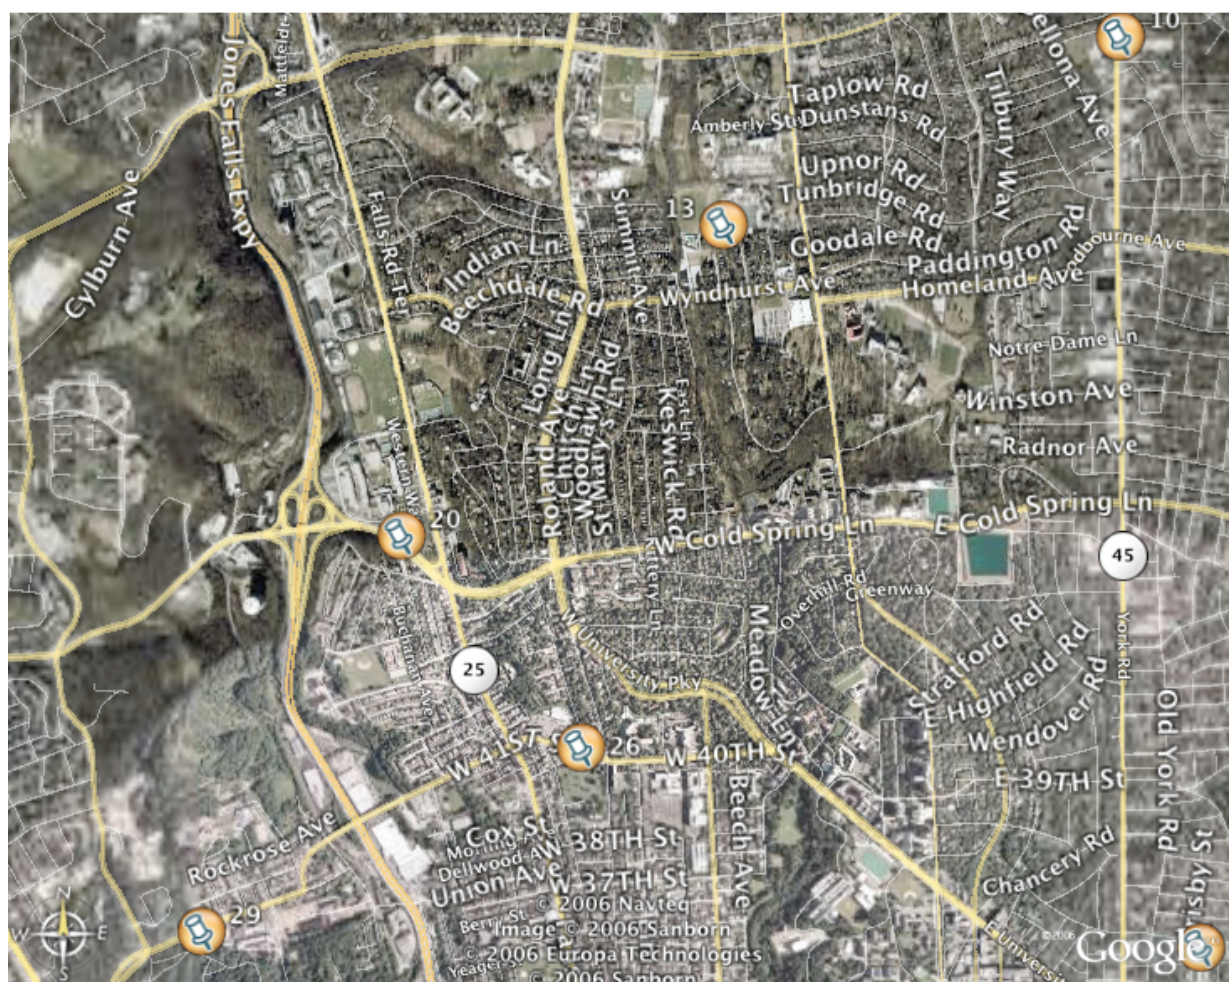 10
Jones Falls Expy
Taplow Rd
Amberly St
Dunstans Rd
Tilbury Way
Upnor Rd
Cylburn Ave
Tunbridge Rd
Summit Ave
13
Falls Rd Ter
Indian Ln
Goodale Rd
Paddington Rd
Beechdale Rd
Wyndhurst Ave
Homeland Ave
Notre Dame Ln
Long Ln
Church Ln
Woodlawn Rd
St Mary's Ln
Roland Ave
East Ln
Keswick Rd
Winston Ave
Radnor Ave
20
W Cold Spring Ln
E Cold Spring Ln
45
Overhill Rd
Greenway
Buchanan Ave
25
W University Pky
Meadow Ln
Stratford Rd
Highfield Rd
Wendover Rd
York Rd
Old York Rd
W 41ST S
26
W 40TH St
E 39TH St
Beech Ave
Rockrose Ave
Cox St
38TH St
Dellwood A
Union Ave
W 37TH St
Chancery Rd
29
Berry St
© 2006 Navteq
Image © 2006 Sanborn
© 2006 Europa Technologies
© 2006 Sanborn
Yeager
E Universi
N
W
E
S
©2006
Google